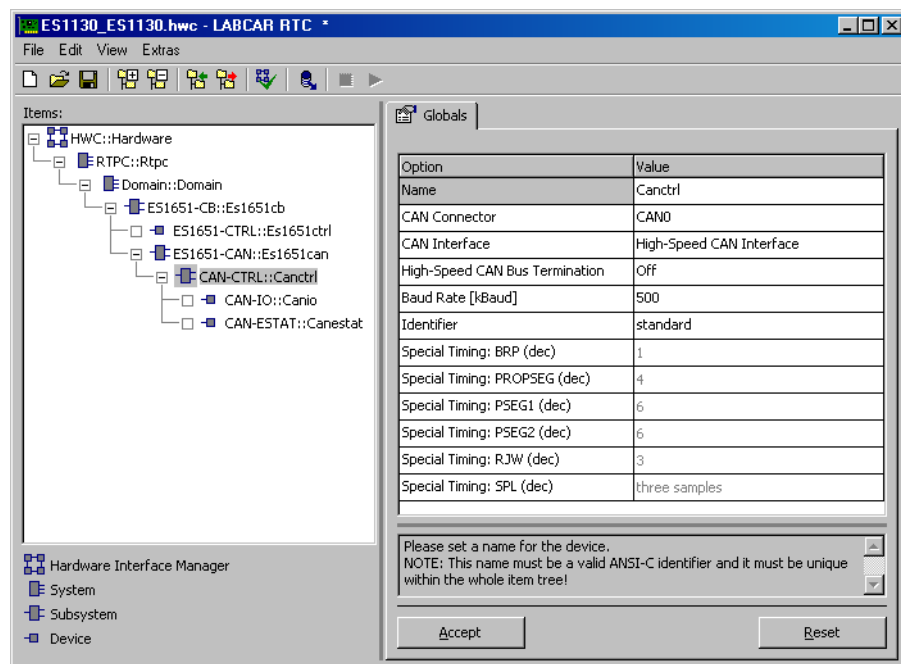 ES1130_ES1130.hwc - LABCAR RTC *
File Edit View Extras
Items:
HWC::Hardware
RTPC::Rtpc
Domain::Domain
ES1651-CB::Es1651cb
ES1651-CTRL::Es1651ctrl
ES1651-CAN::Es1651can
CAN-CTRL::Canctrl
CAN-IO::Canio
CAN-ESTAT::Canestat
Hardware Interface Manager
System
Subsystem
Device
Globals
Option Value
Name Canctrl
CAN Connector CAN0
CAN Interface High-Speed CAN Interface
High-Speed CAN Bus Termination Off
Baud Rate [kBaud] 500
Identifier standard
Special Timing: BRP (dec) 1
Special Timing: PROPSEG (dec) 4
Special Timing: PSEG1 (dec) 6
Special Timing: PSEG2 (dec) 6
Special Timing: RJW (dec) 3
Special Timing: SPL (dec) three samples
Please set a name for the device.
NOTE: This name must be a valid ANSI-C identifier and it must be unique
within the whole item tree!
Accept Reset